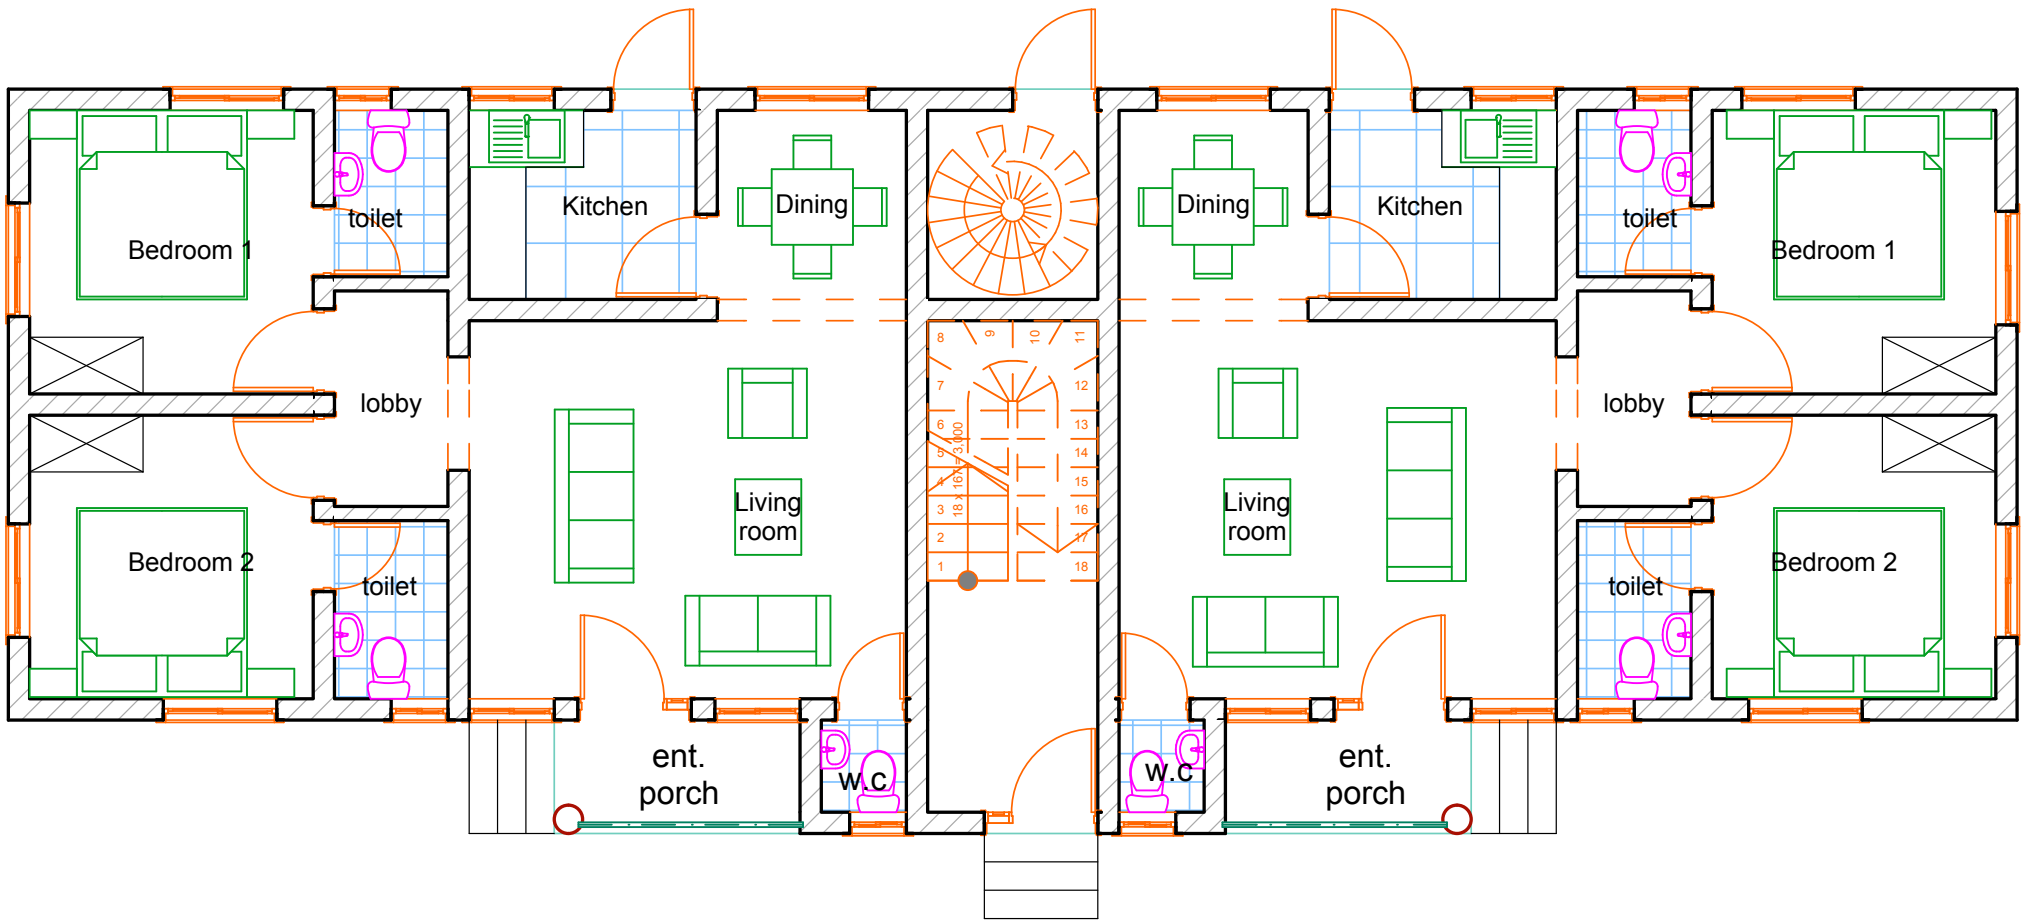 Bedroom 1
toilet
Kitchen
Dining
Dining
Kitchen
toilet
Bedroom 1
lobby
lobby
8
9
10
11
7
12
6
13
5
14
4
15
3
16
2
17
1
18
18 x 167 = 3,000
Living
room
Living
room
Bedroom 2
toilet
toilet
Bedroom 2
ent.
porch
w.c
w.c
ent.
porch